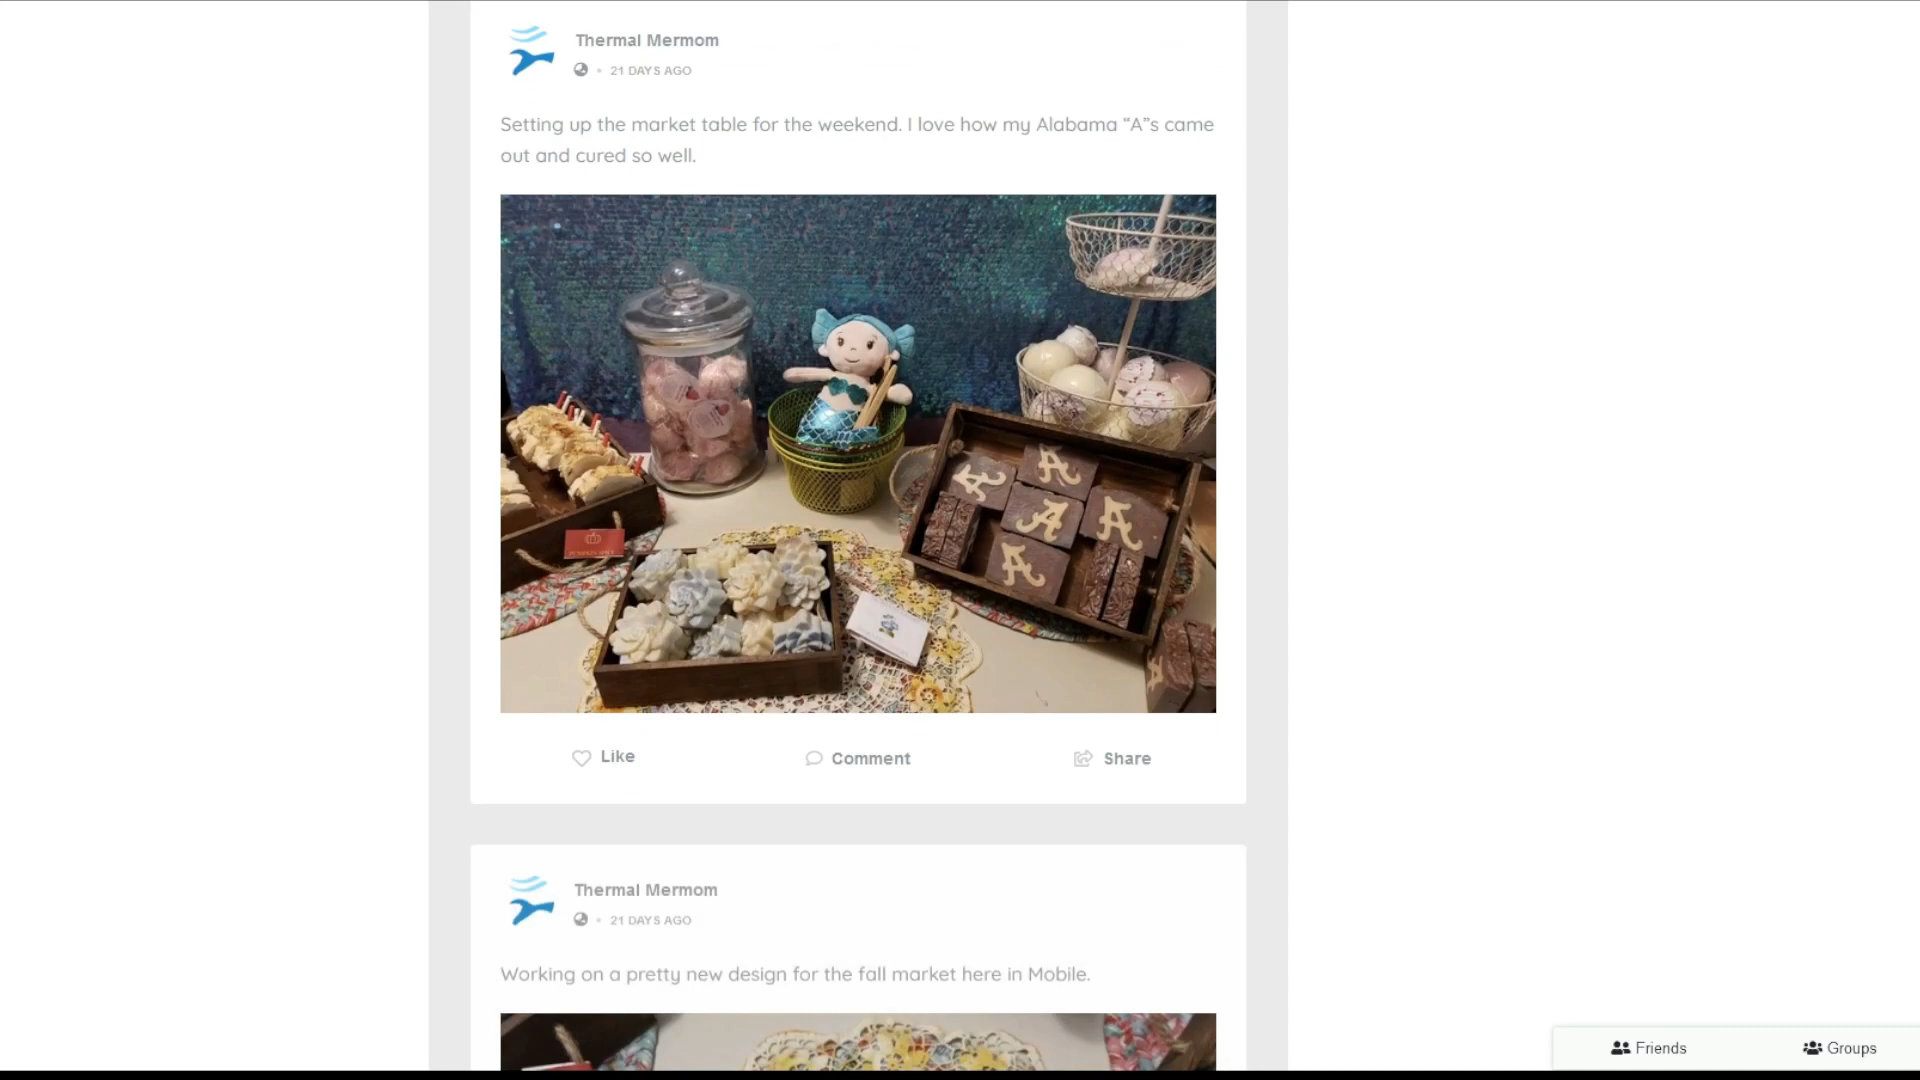 Thermal Mermom
21 DAYS AGO
Setting up the market table for the weekend. I love how my Alabama “A”s came
out and cured so well.
A
A
A
A
A
Like
Comment
Share
Thermal Mermom
21 DAYS AGO
Working on a pretty new design for the fall market here in Mobile.
Friends
Groups